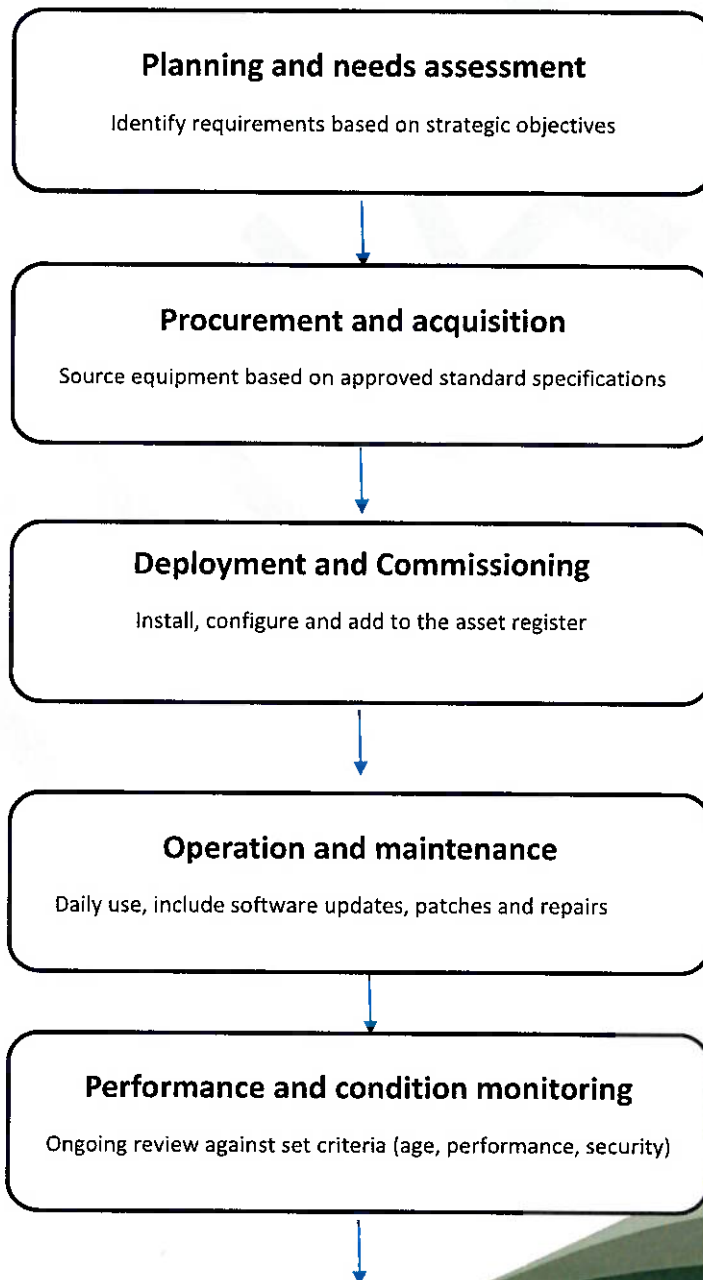 Planning and needs assessment
Identify requirements based on strategic objectives
Procurement and acquisition
Source equipment based on approved standard specifications
Deployment and Commissioning
Install, configure and add to the asset register
Operation and maintenance
Daily use, include software updates, patches and repairs
Performance and condition monitoring
Ongoing review against set criteria (age, performance, security)